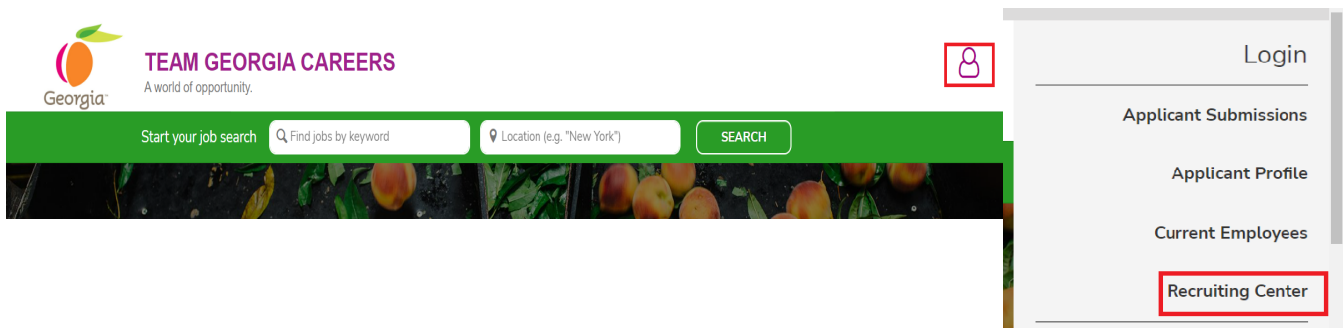 Georgia
TEAM GEORGIA CAREERS
A world of opportunity.
Start your job search
Find jobs by keyword
Location (e.g. "New York")
SEARCH
Login
Applicant Submissions
Applicant Profile
Current Employees
Recruiting Center